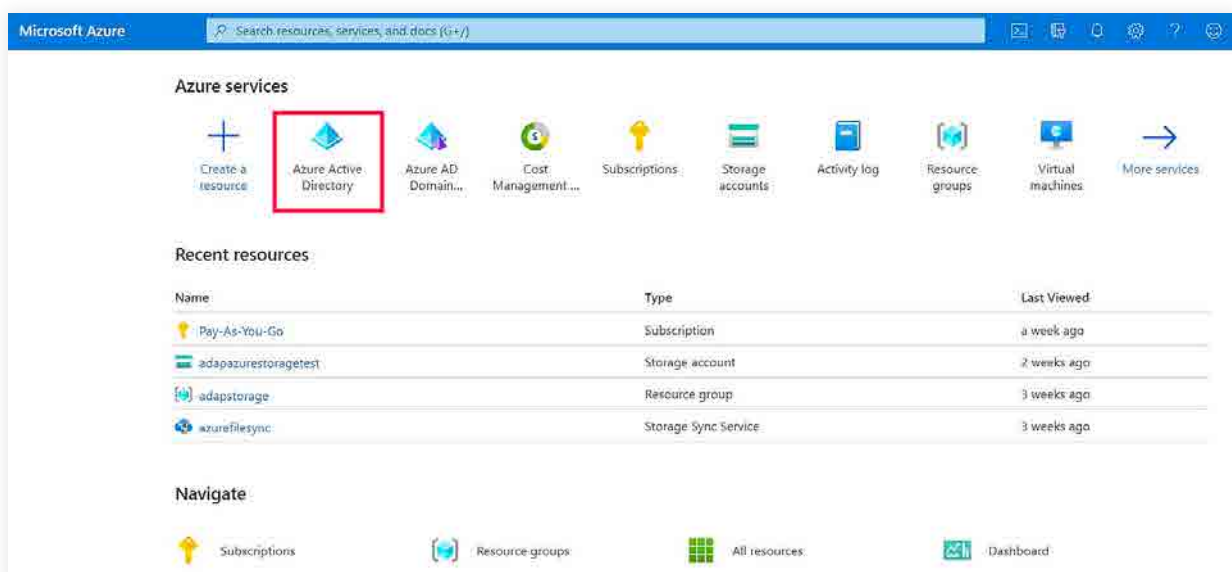 Microsoft Azure
Search resources, services, and docs (G+/)
Azure services
Create a resource
Azure Active Directory
Azure AD Domain...
Cost Management ...
Subscriptions
Storage accounts
Activity log
Resource groups
Virtual machines
More services
Recent resources
Name Type Last Viewed
Pay-As-You-Go Subscription a week ago
adapazurestoragetest Storage account 2 weeks ago
adapstorage Resource group 3 weeks ago
azurefilesync Storage Sync Service 3 weeks ago
Navigate
Subscriptions Resource groups All resources Dashboard